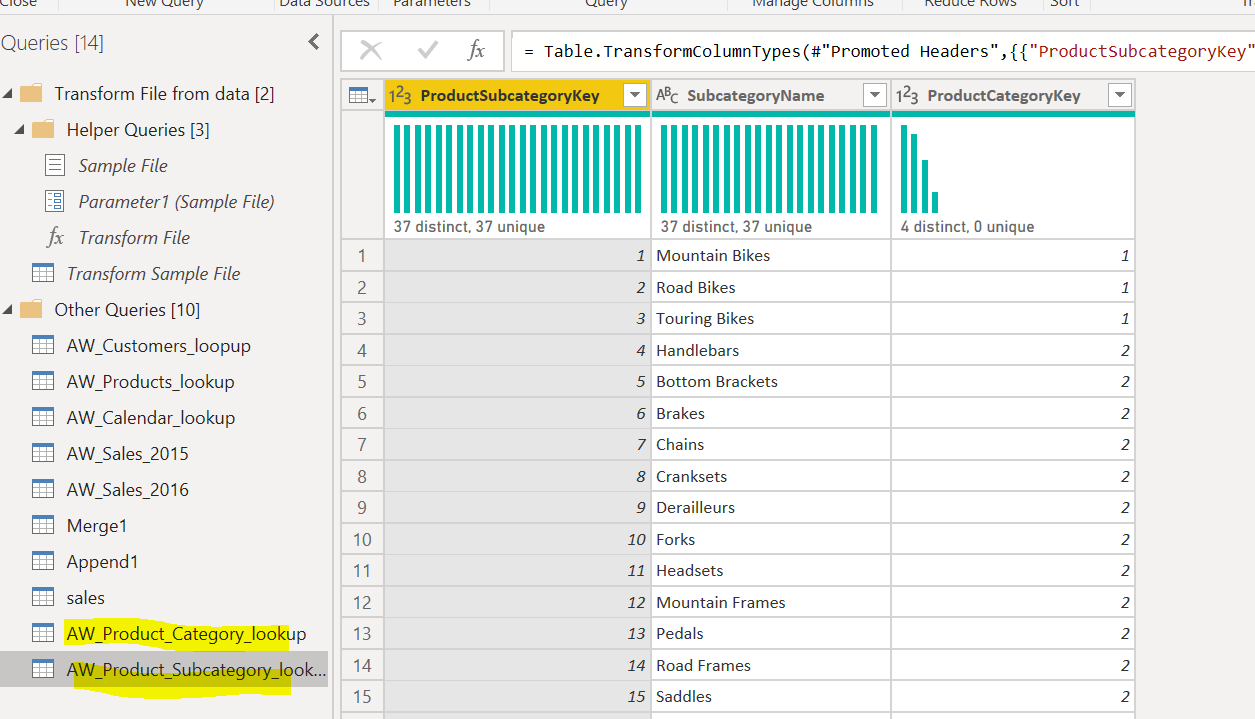 Close New Query Data Sources Parameters Query Manage Columns Reduce Rows Sort
Queries [14]
Transform File from data [2]
Helper Queries [3]
Sample File
Parameter1 (Sample File)
fx Transform File
Transform Sample File
Other Queries [10]
AW_Customers_loopup
AW_Products_lookup
AW_Calendar_lookup
AW_Sales_2015
AW_Sales_2016
Merge1
Append1
sales
AW_Product_Category_lookup
AW_Product_Subcategory_look...
fx = Table.TransformColumnTypes(#"Promoted Headers",{{"ProductSubcategoryKey"
123 ProductSubcategoryKey ABC SubcategoryName 123 ProductCategoryKey
37 distinct, 37 unique 37 distinct, 37 unique 4 distinct, 0 unique
1 1 Mountain Bikes 1
2 2 Road Bikes 1
3 3 Touring Bikes 1
4 4 Handlebars 2
5 5 Bottom Brackets 2
6 6 Brakes 2
7 7 Chains 2
8 8 Cranksets 2
9 9 Derailleurs 2
10 10 Forks 2
11 11 Headsets 2
12 12 Mountain Frames 2
13 13 Pedals 2
14 14 Road Frames 2
15 15 Saddles 2